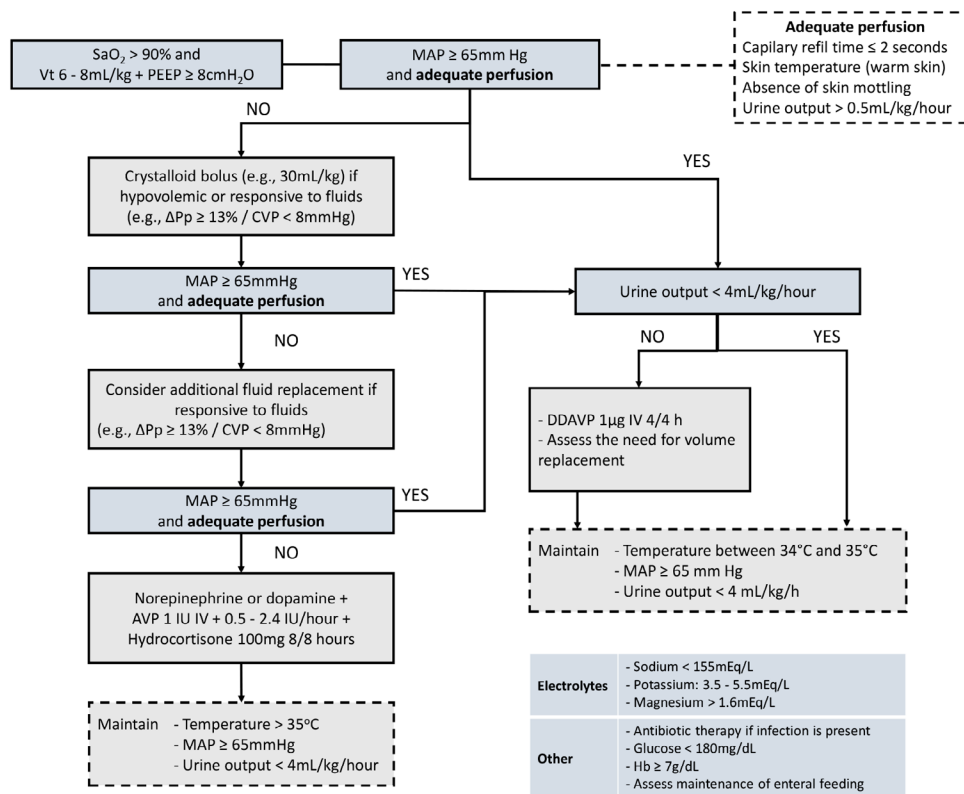 SaO₂ > 90% and
Vt 6 - 8mL/kg + PEEP ≥ 8cmH₂O
MAP ≥ 65mm Hg
and adequate perfusion
Adequate perfusion
Capilary refil time ≤ 2 seconds
Skin temperature (warm skin)
Absence of skin mottling
Urine output > 0.5mL/kg/hour
NO
YES
Crystalloid bolus (e.g., 30mL/kg) if
hypovolemic or responsive to fluids
(e.g., ΔPp ≥ 13% / CVP < 8mmHg)
MAP ≥ 65mmHg
and adequate perfusion
YES
Urine output < 4mL/kg/hour
NO
NO
YES
Consider additional fluid replacement if
responsive to fluids
(e.g., ΔPp ≥ 13% / CVP < 8mmHg)
- DDAVP 1µg IV 4/4 h
- Assess the need for volume
replacement
MAP ≥ 65mmHg
and adequate perfusion
YES
NO
Maintain - Temperature between 34°C and 35°C
- MAP ≥ 65 mm Hg
- Urine output < 4 mL/kg/h
Norepinephrine or dopamine +
AVP 1 IU IV + 0.5 - 2.4 IU/hour +
Hydrocortisone 100mg 8/8 hours
Maintain - Temperature > 35°C
- MAP ≥ 65mmHg
- Urine output < 4mL/kg/hour
Electrolytes
- Sodium < 155mEq/L
- Potassium: 3.5 - 5.5mEq/L
- Magnesium > 1.6mEq/L
Other
- Antibiotic therapy if infection is present
- Glucose < 180mg/dL
- Hb ≥ 7g/dL
- Assess maintenance of enteral feeding